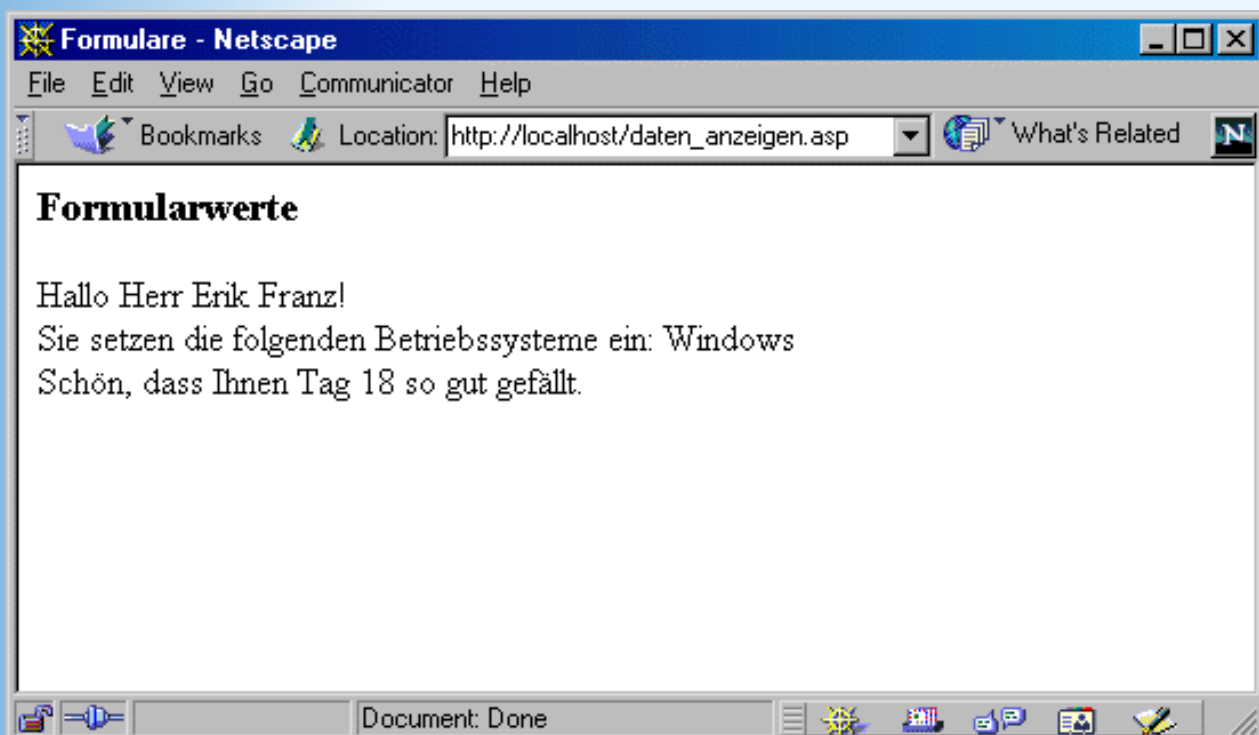 Formulare - Netscape
File Edit View Go Communicator Help
Bookmarks Location: http://localhost/daten_anzeigen.asp What's Related N
Formularwerte
Hallo Herr Erik Franz!
Sie setzen die folgenden Betriebssysteme ein: Windows
Schön, dass Ihnen Tag 18 so gut gefällt.
Document: Done